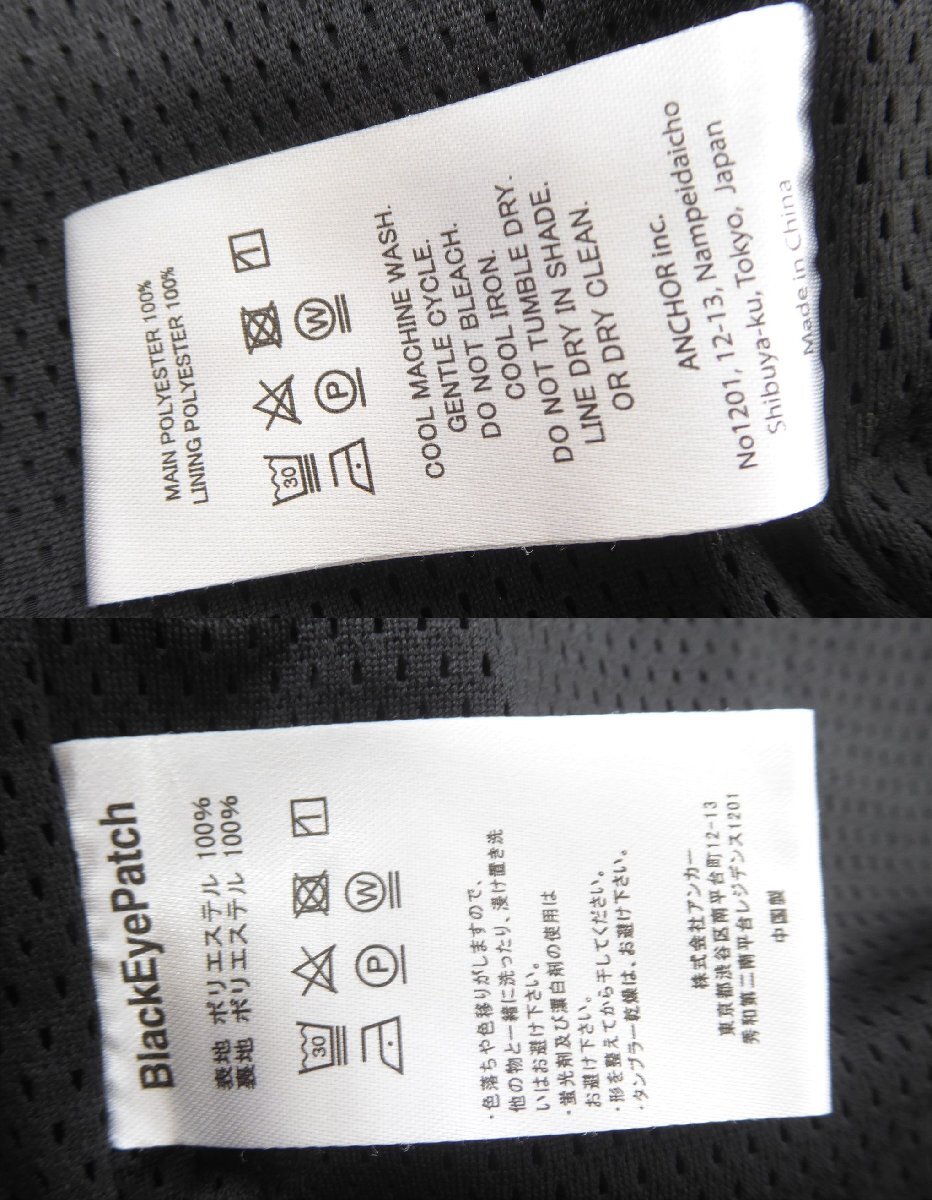 MAIN POLYESTER 100%
LINING POLYESTER 100%
30
P
W
COOL MACHINE WASH.
GENTLE CYCLE.
DO NOT BLEACH.
DO NOT IRON.
COOL TUMBLE DRY.
DO NOT TUMBLE DRY.
LINE DRY IN SHADE.
OR DRY CLEAN.
ANCHOR inc.
No1201, 12-13, Nampeidaicho
Shibuya-ku, Tokyo, Japan
Made in China
BlackEyePatch
表地 ポリエステル 100%
裏地 ポリエステル 100%
30
P
W
・色落ちや色移りがしますので、
他の物と一緒に洗ったり、浸け置き洗
いはお避け下さい。
・蛍光剤及び漂白剤の使用は
お避け下さい。
・形を整えてから干してください。
・タンブラー乾燥は、お避け下さい。
株式会社アンカー
東京都渋谷区南平台町12-13
秀和第二南平台レジデンス1201
中国製